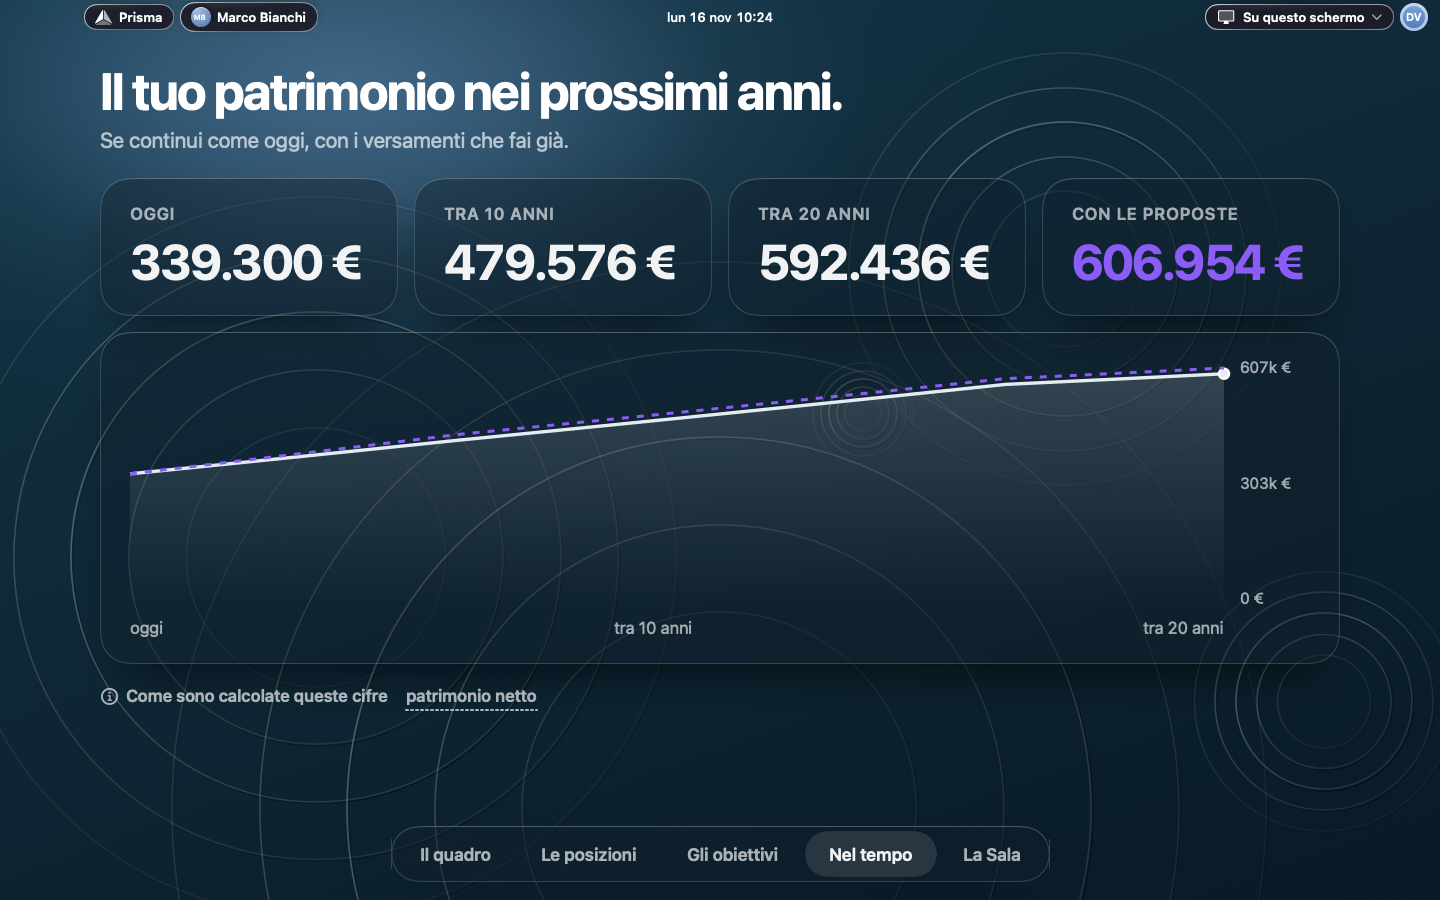 Prisma
MB Marco Bianchi
lun 16 nov 10:24
Su questo schermo
DV
Il tuo patrimonio nei prossimi anni.
Se continui come oggi, con i versamenti che fai già.
OGGI
339.300 €
TRA 10 ANNI
479.576 €
TRA 20 ANNI
592.436 €
CON LE PROPOSTE
606.954 €
607k €
303k €
0 €
oggi
tra 10 anni
tra 20 anni
Come sono calcolate queste cifre
patrimonio netto
Il quadro
Le posizioni
Gli obiettivi
Nel tempo
La Sala